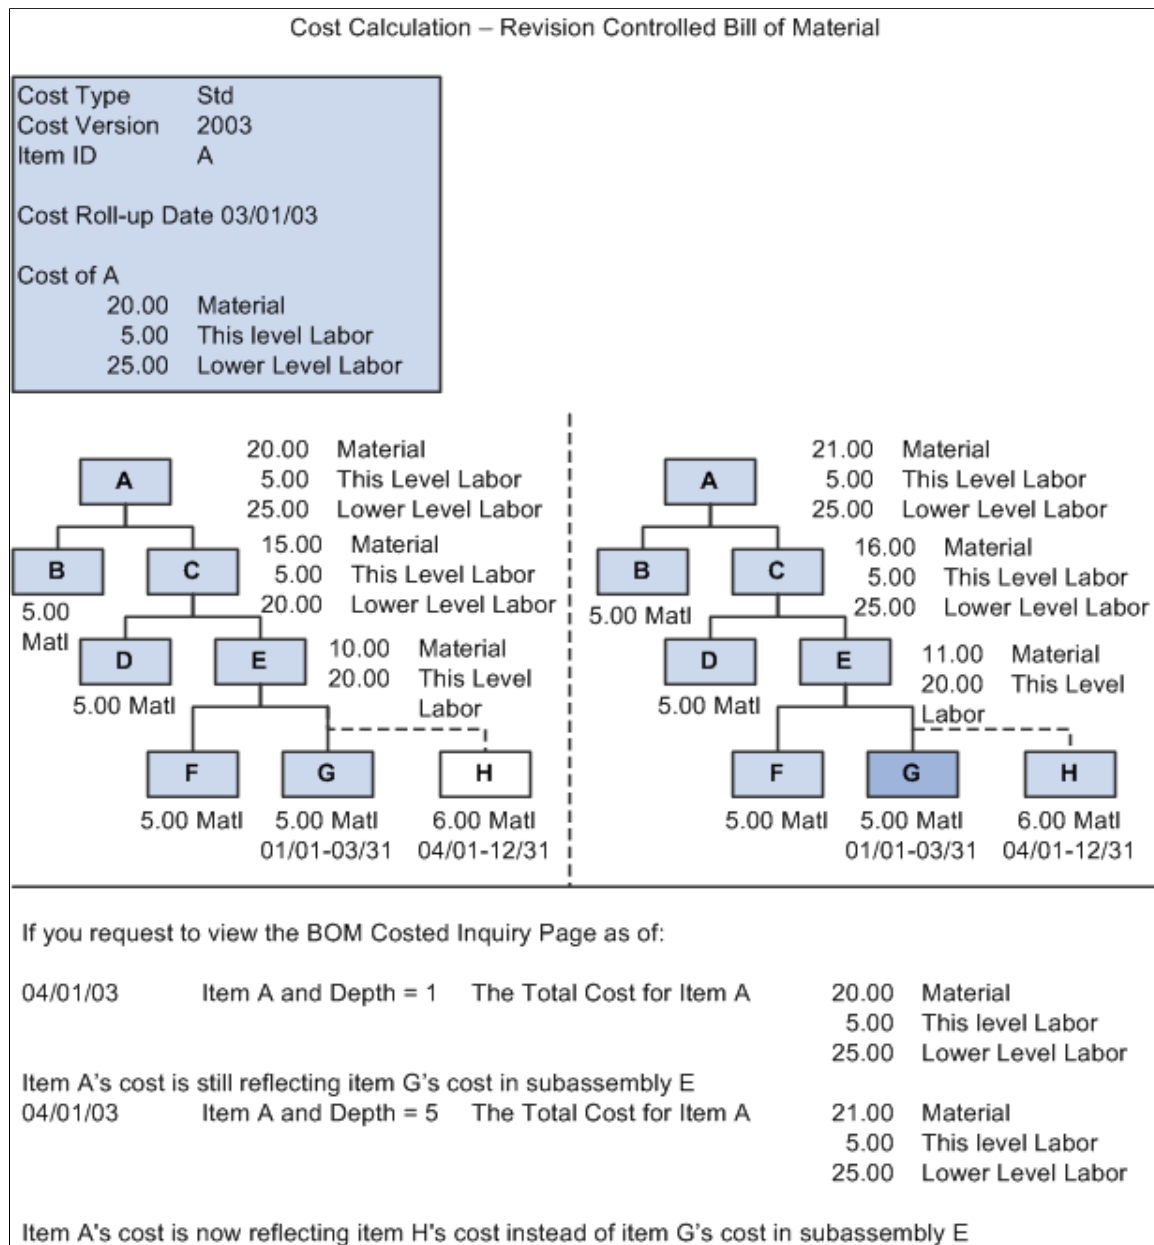 Cost Calculation – Revision Controlled Bill of Material
Cost Type Std
Cost Version 2003
Item ID A
Cost Roll-up Date 03/01/03
Cost of A
20.00 Material
5.00 This level Labor
25.00 Lower Level Labor
A
20.00 Material
5.00 This Level Labor
25.00 Lower Level Labor
B
5.00
Matl
C
15.00 Material
5.00 This Level Labor
20.00 Lower Level Labor
D
5.00 Matl
E
10.00 Material
20.00 This Level
Labor
F
5.00 Matl
G
5.00 Matl
01/01-03/31
H
6.00 Matl
04/01-12/31
A
21.00 Material
5.00 This Level Labor
25.00 Lower Level Labor
B
5.00 Matl
C
16.00 Material
5.00 This Level Labor
25.00 Lower Level Labor
D
5.00 Matl
E
11.00 Material
20.00 This Level
Labor
F
5.00 Matl
G
5.00 Matl
01/01-03/31
H
6.00 Matl
04/01-12/31
If you request to view the BOM Costed Inquiry Page as of:
04/01/03 Item A and Depth = 1 The Total Cost for Item A 20.00 Material
5.00 This level Labor
25.00 Lower Level Labor
Item A's cost is still reflecting item G's cost in subassembly E
04/01/03 Item A and Depth = 5 The Total Cost for Item A 21.00 Material
5.00 This level Labor
25.00 Lower Level Labor
Item A's cost is now reflecting item H's cost instead of item G's cost in subassembly E